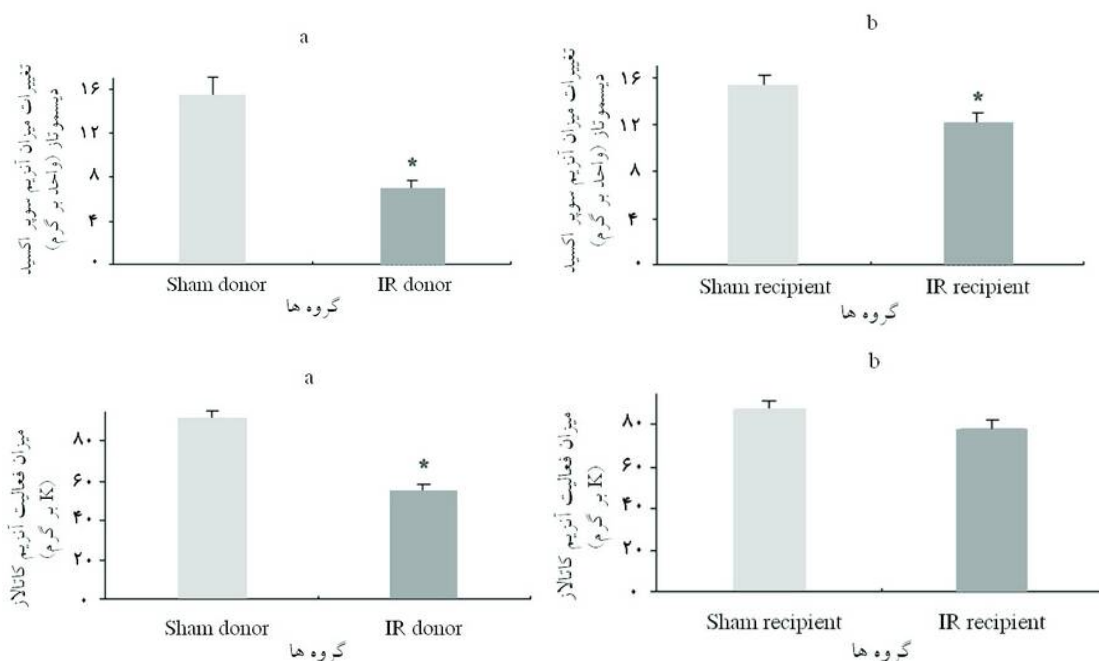 a
تغییرات میزان آنزیم سوپر اکسید
دیسموتاز (واحد بر گرم)
۱۶
۱۲
۸
۴
۰
*
Sham donor IR donor
گروه ها
b
تغییرات میزان آنزیم سوپر اکسید
دیسموتاز (واحد بر گرم)
۱۶
۱۲
۸
۴
۰
*
Sham recipient IR recipient
گروه ها
a
میزان فعالیت آنزیم کاتالاز
(K بر گرم)
۸۰
۶۰
۴۰
۲۰
۰
*
Sham donor IR donor
گروه ها
b
میزان فعالیت آنزیم کاتالاز
(K بر گرم)
۸۰
۶۰
۴۰
۲۰
۰
Sham recipient IR recipient
گروه ها